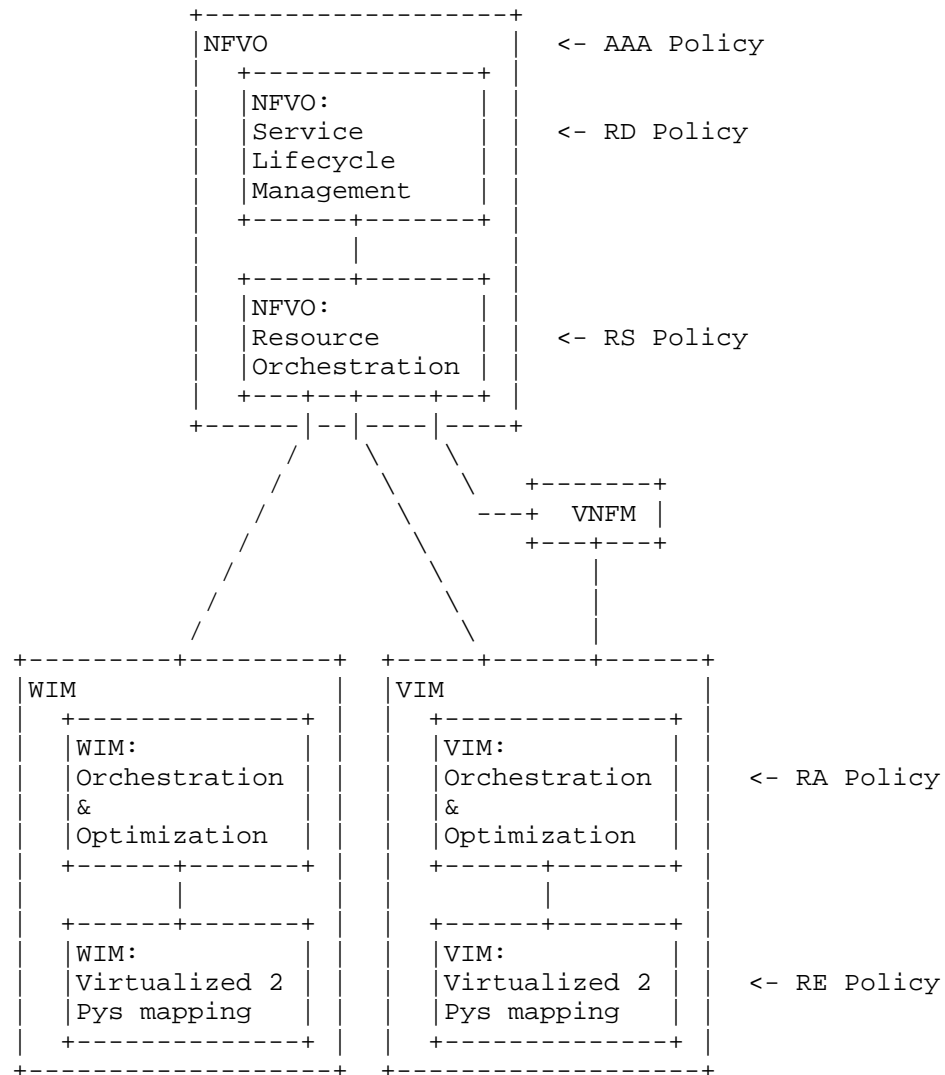 NFVO <- AAA Policy
NFVO:
Service <- RD Policy
Lifecycle
Management
NFVO:
Resource <- RS Policy
Orchestration
VNFM
WIM VIM
WIM: VIM:
Orchestration Orchestration <- RA Policy
& &
Optimization Optimization
WIM: VIM:
Virtualized 2 Virtualized 2 <- RE Policy
Pys mapping Pys mapping